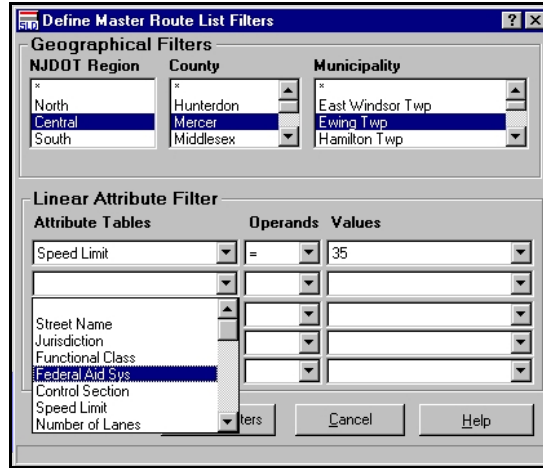 SLD Define Master Route List Filters ? x
Geographical Filters
NJDOT Region County Municipality
* * *
North Hunterdon East Windsor Twp
Central Mercer Ewing Twp
South Middlesex Hamilton Twp
Linear Attribute Filter
Attribute Tables Operands Values
Speed Limit = 35
Street Name
Jurisdiction
Functional Class
Federal Aid Sys
Control Section
Speed Limit
Number of Lanes
ters Cancel Help